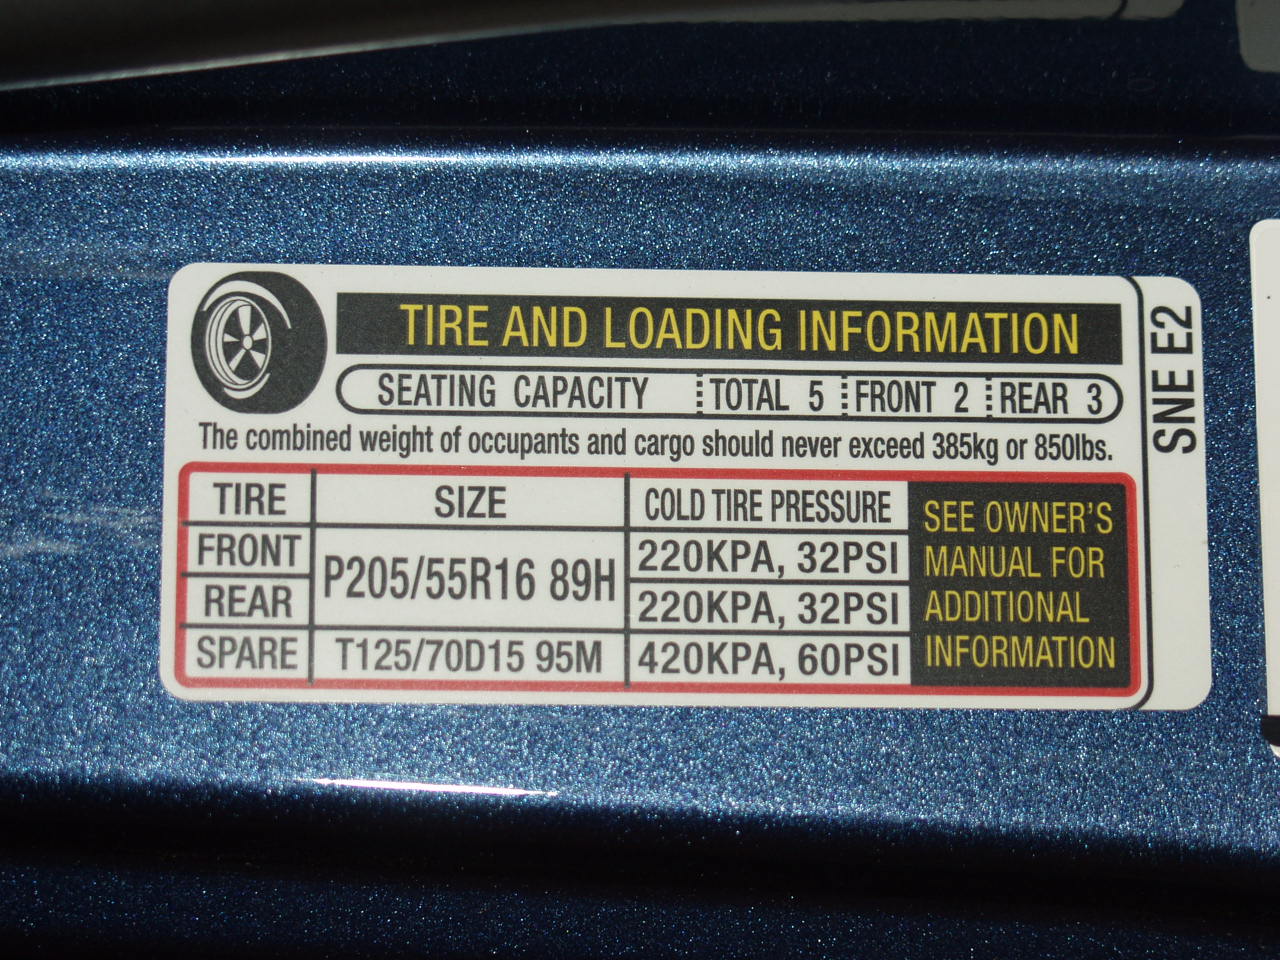 TIRE AND LOADING INFORMATION
SEATING CAPACITY TOTAL 5 FRONT 2 REAR 3
The combined weight of occupants and cargo should never exceed 385kg or 850lbs.
TIRE SIZE COLD TIRE PRESSURE
FRONT P205/55R16 89H 220KPA, 32PSI
REAR 220KPA, 32PSI
SPARE T125/70D15 95M 420KPA, 60PSI
SEE OWNER'S
MANUAL FOR
ADDITIONAL
INFORMATION
SNE E2